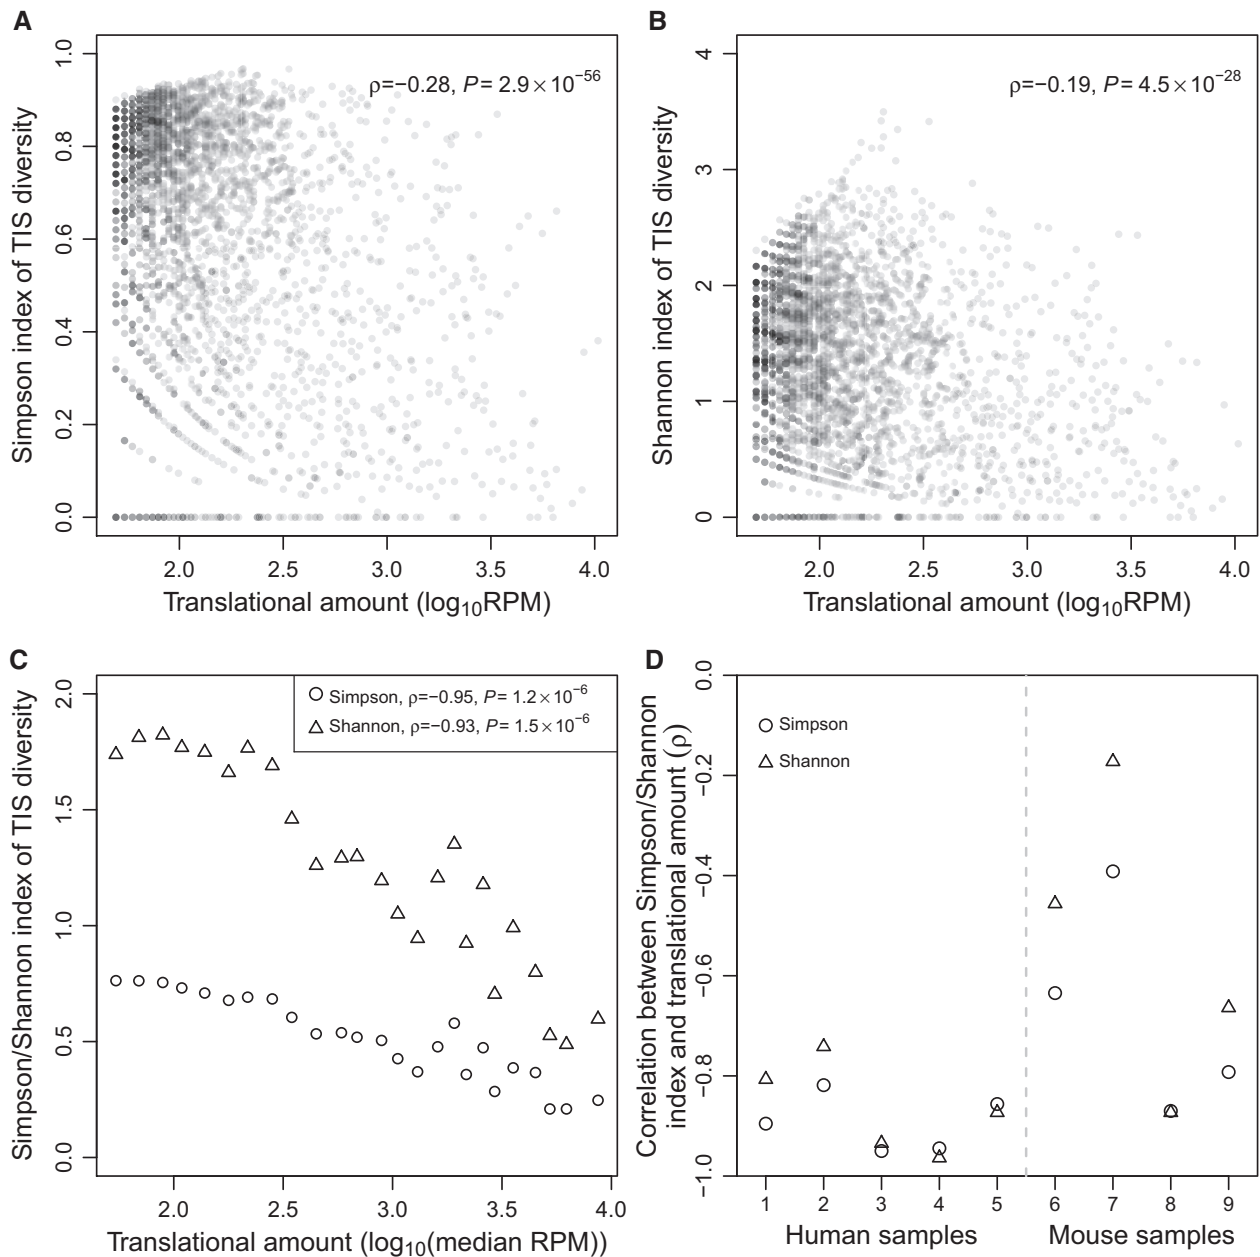 A
Simpson index of TIS diversity
1.0
0.8
0.6
0.4
0.2
0.0
ρ=−0.28, P= 2.9×10−56
2.0 2.5 3.0 3.5 4.0
Translational amount (log10RPM)
B
Shannon index of TIS diversity
4
3
2
1
0
ρ=−0.19, P= 4.5×10−28
2.0 2.5 3.0 3.5 4.0
Translational amount (log10RPM)
C
Simpson/Shannon index of TIS diversity
2.0
1.5
1.0
0.5
0.0
Simpson, ρ=−0.95, P= 1.2×10−6
Shannon, ρ=−0.93, P= 1.5×10−6
2.0 2.5 3.0 3.5 4.0
Translational amount (log10(median RPM))
D
Correlation between Simpson/Shannon
index and translational amount (ρ)
0.0
−0.2
−0.4
−0.6
−0.8
−1.0
Simpson
Shannon
1 2 3 4 5 6 7 8 9
Human samples Mouse samples